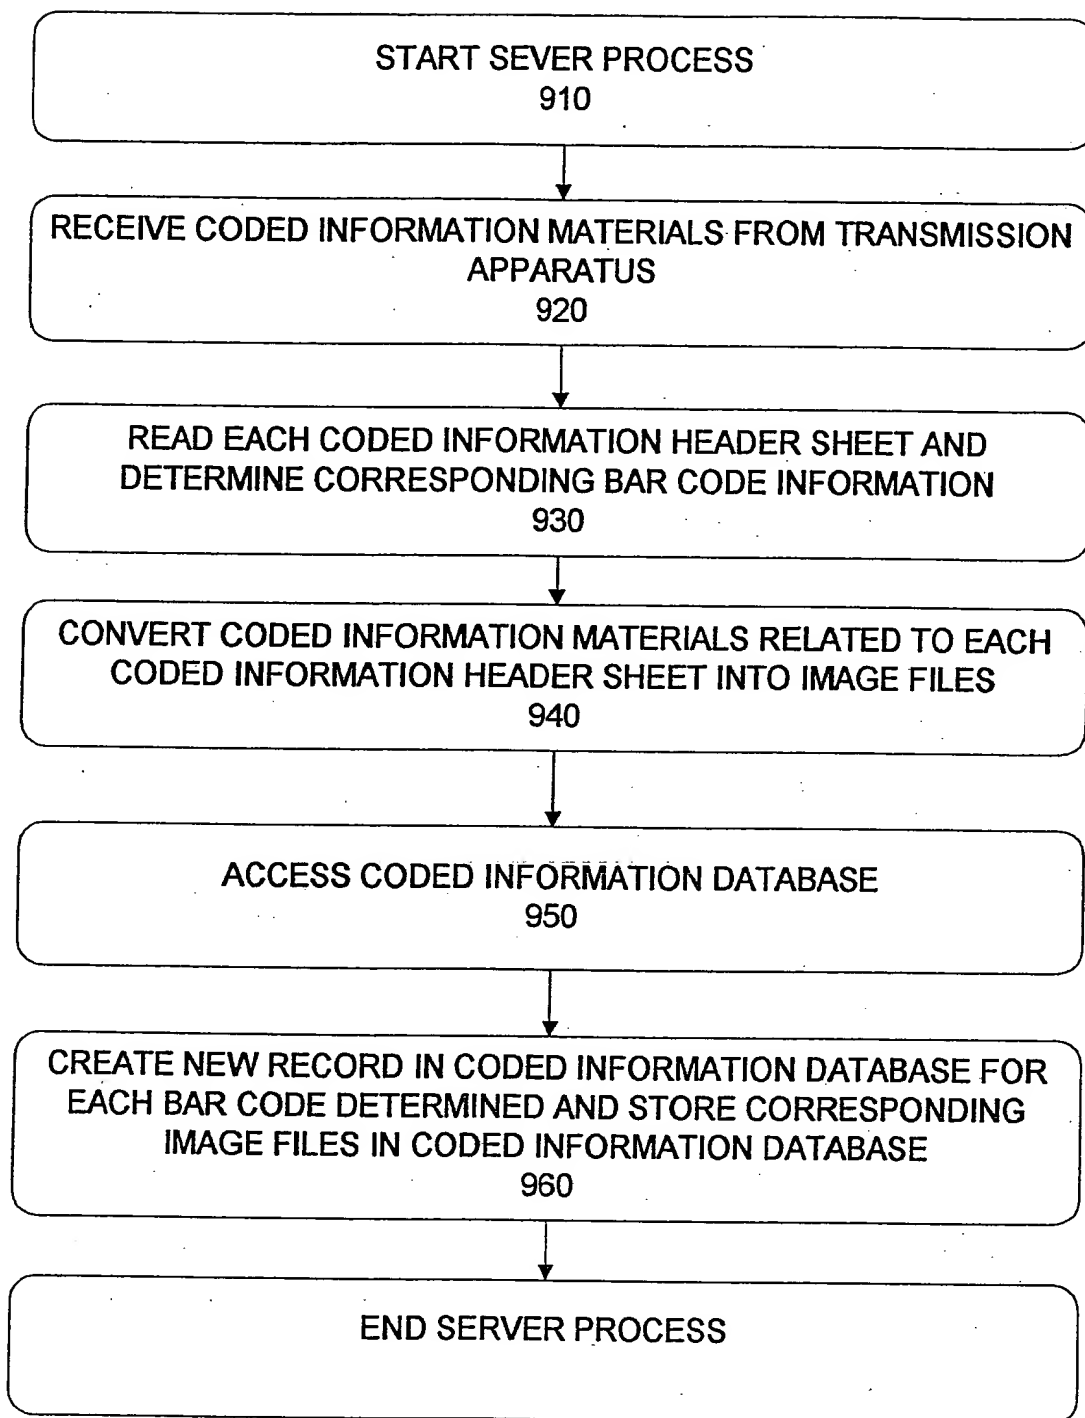 START SEVER PROCESS
910
RECEIVE CODED INFORMATION MATERIALS FROM TRANSMISSION
APPARATUS
920
READ EACH CODED INFORMATION HEADER SHEET AND
DETERMINE CORRESPONDING BAR CODE INFORMATION
930
CONVERT CODED INFORMATION MATERIALS RELATED TO EACH
CODED INFORMATION HEADER SHEET INTO IMAGE FILES
940
ACCESS CODED INFORMATION DATABASE
950
CREATE NEW RECORD IN CODED INFORMATION DATABASE FOR
EACH BAR CODE DETERMINED AND STORE CORRESPONDING
IMAGE FILES IN CODED INFORMATION DATABASE
960
END SERVER PROCESS